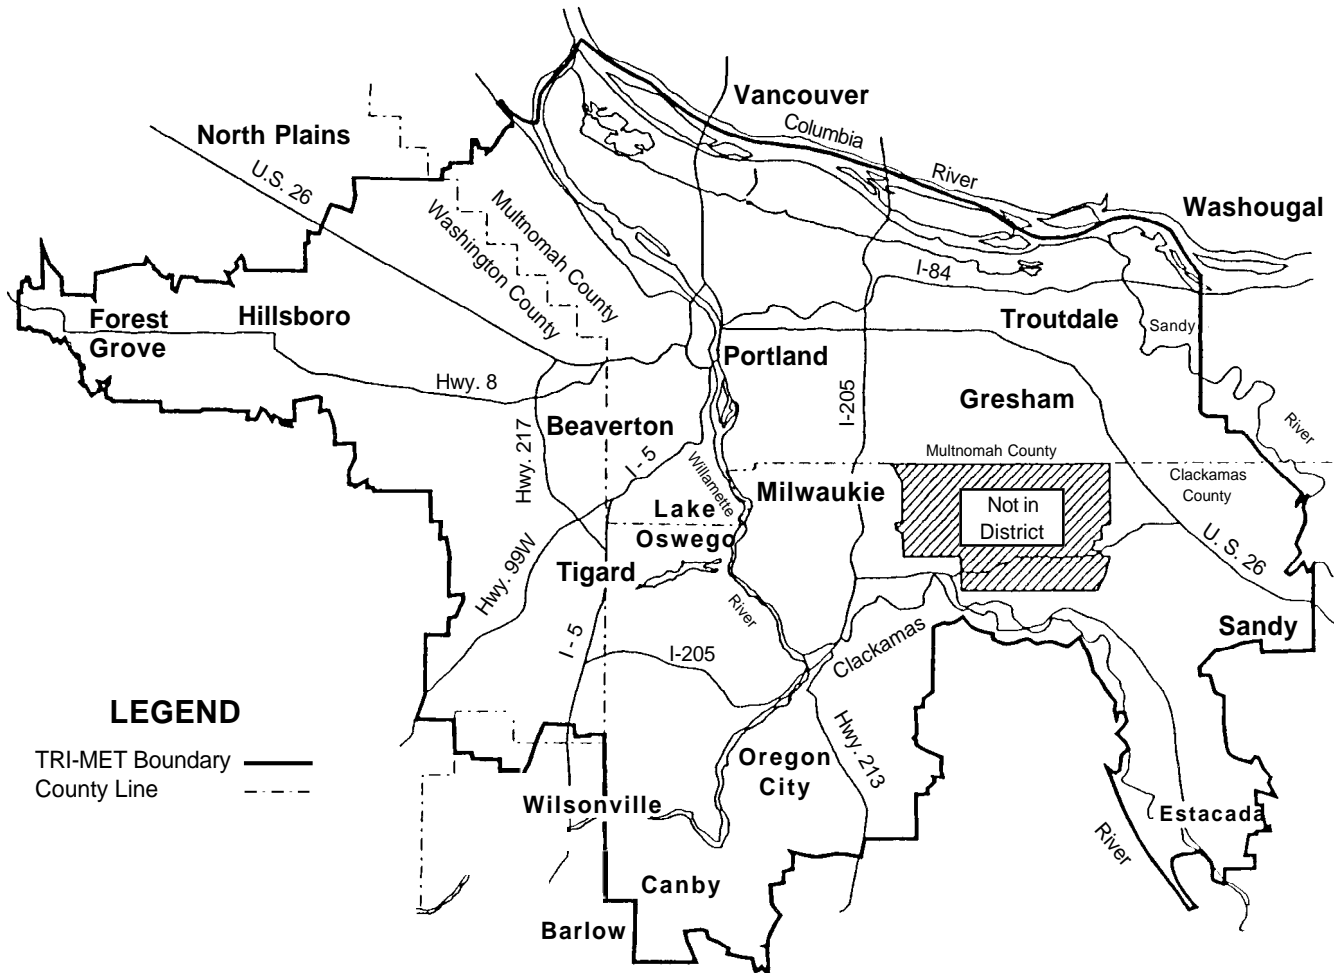 Vancouver
Columbia
River
North Plains
U.S. 26
Multnomah County
Washington County
Washougal
I-84
Forest
Grove
Hillsboro
Troutdale
Sandy
Portland
Hwy. 8
I-205
Gresham
River
Beaverton
Hwy. 217
I - 5
Willamette
Multnomah County
Clackamas
County
Milwaukie
Not in
District
Lake
Oswego
Hwy. 99W
Tigard
U. S. 26
River
Sandy
I - 5
I-205
Clackamas
LEGEND
TRI-MET Boundary
County Line
Hwy. 213
Oregon
City
Wilsonville
Estacada
River
Canby
Barlow